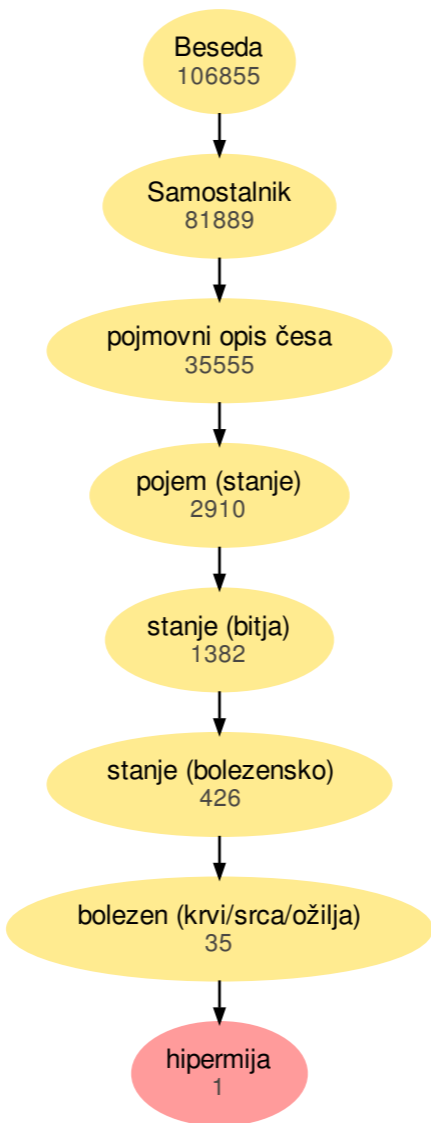 Beseda
106855
Samostalnik
81889
pojmovni opis česa
35555
pojem (stanje)
2910
stanje (bitja)
1382
stanje (bolezensko)
426
bolezen (krvi/srca/ožilja)
35
hipermija
1